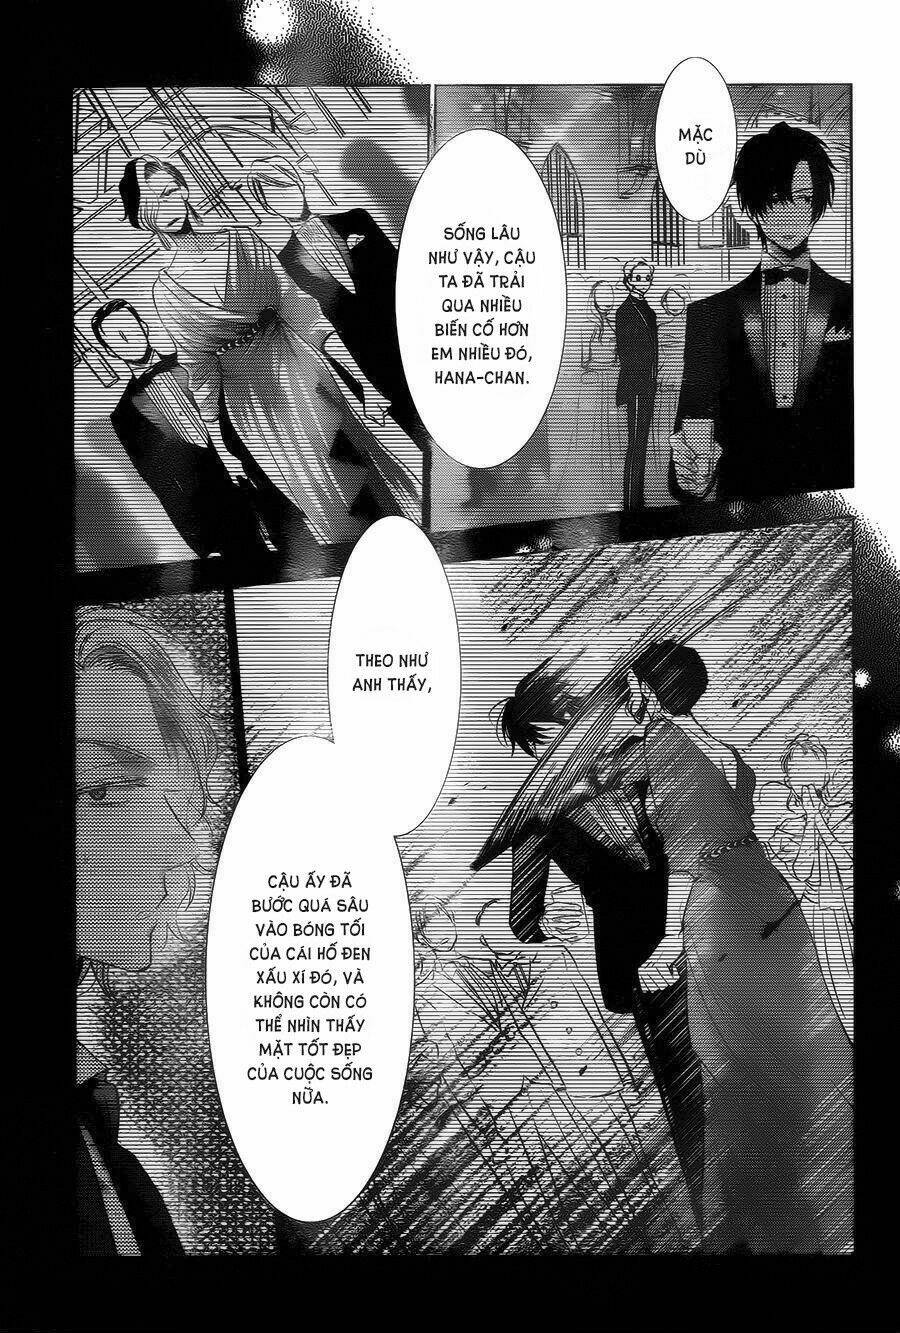 MẶC
DÙ
SỐNG LÂU
NHƯ VẬY, CẬU
TA ĐÃ TRẢI
QUA NHIỀU
BIẾN CỐ HƠN
EM NHIỀU ĐÓ,
HANA-CHAN.
THEO NHƯ
ANH THẤY,
CẬU ẤY ĐÃ
BƯỚC QUÁ SÂU
VÀO BÓNG TỐI
CỦA CÁI HỐ ĐEN
XẤU XÍ ĐÓ, VÀ
KHÔNG CÒN CÓ
THỂ NHÌN THẤY
MẶT TỐT ĐẸP
CỦA CUỘC SỐNG
NỮA.